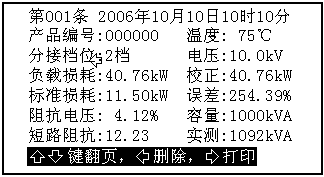 第001条 2006年10月10日10时10分
产品编号:000000 温度: 75℃
分接档位:2档 电压:10.0kV
负载损耗:40.76kW 校正:40.76kW
标准损耗:11.50kW 误差:254.39%
阻抗电压: 4.12% 容量:1000kVA
短路阻抗:12.23 实测:1092kVA
⇧⇩键翻页,⇦删除,⇨打印